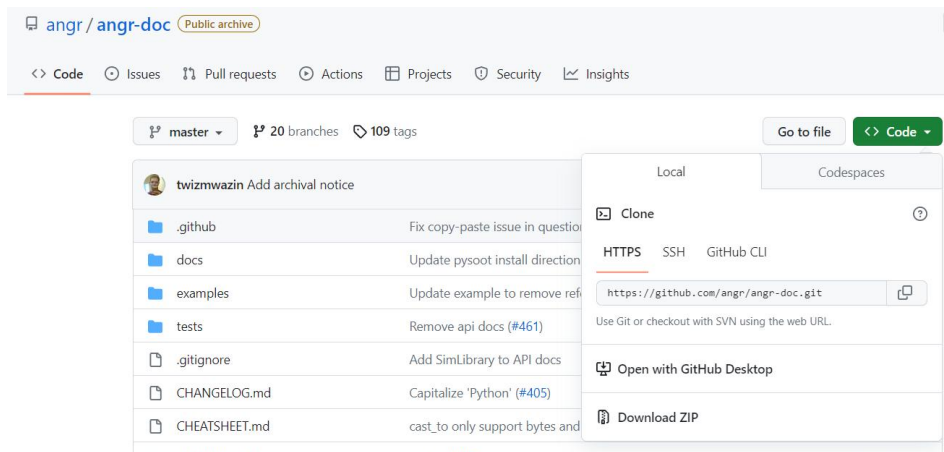 angr / angr-doc Public archive
<> Code Issues Pull requests Actions Projects Security Insights
master 20 branches 109 tags Go to file <> Code
Local Codespaces
twizmwazin Add archival notice
Clone
.github Fix copy-paste issue in question
HTTPS SSH GitHub CLI
docs Update pysoot install direction
examples Update example to remove ref
https://github.com/angr/angr-doc.git
Use Git or checkout with SVN using the web URL.
tests Remove api docs (#461)
.gitignore Add SimLibrary to API docs
Open with GitHub Desktop
CHANGELOG.md Capitalize 'Python' (#405)
Download ZIP
CHEATSHEET.md cast_to only support bytes and